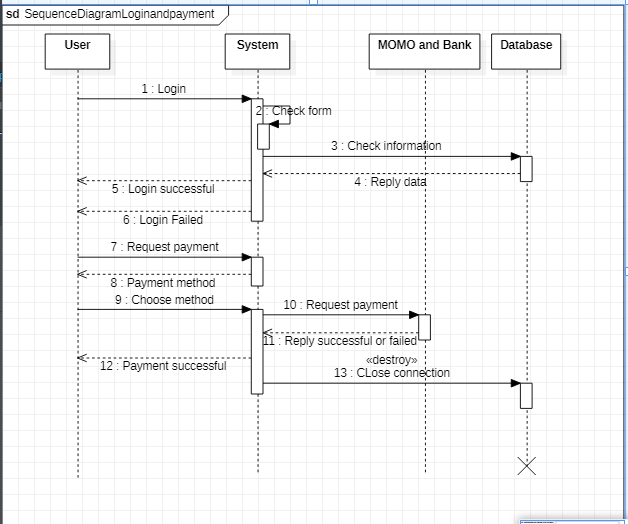 sd SequenceDiagramLoginandpayment
User
System
MOMO and Bank
Database
1 : Login
2 : Check form
3 : Check information
4 : Reply data
5 : Login successful
6 : Login Failed
7 : Request payment
8 : Payment method
9 : Choose method
10 : Request payment
11 : Reply successful or failed
12 : Payment successful
«destroy»
13 : CLose connection